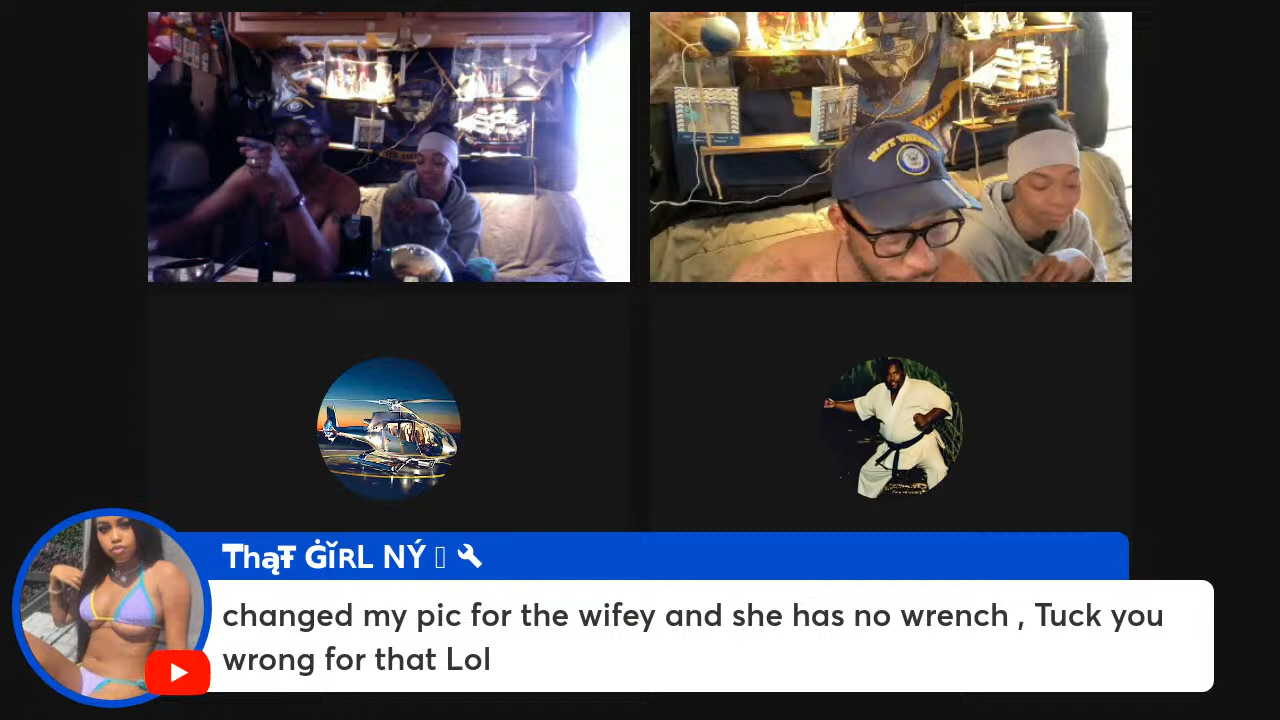 ThąŦ ĠǐʀL NÝ
changed my pic for the wifey and she has no wrench , Tuck you
wrong for that Lol